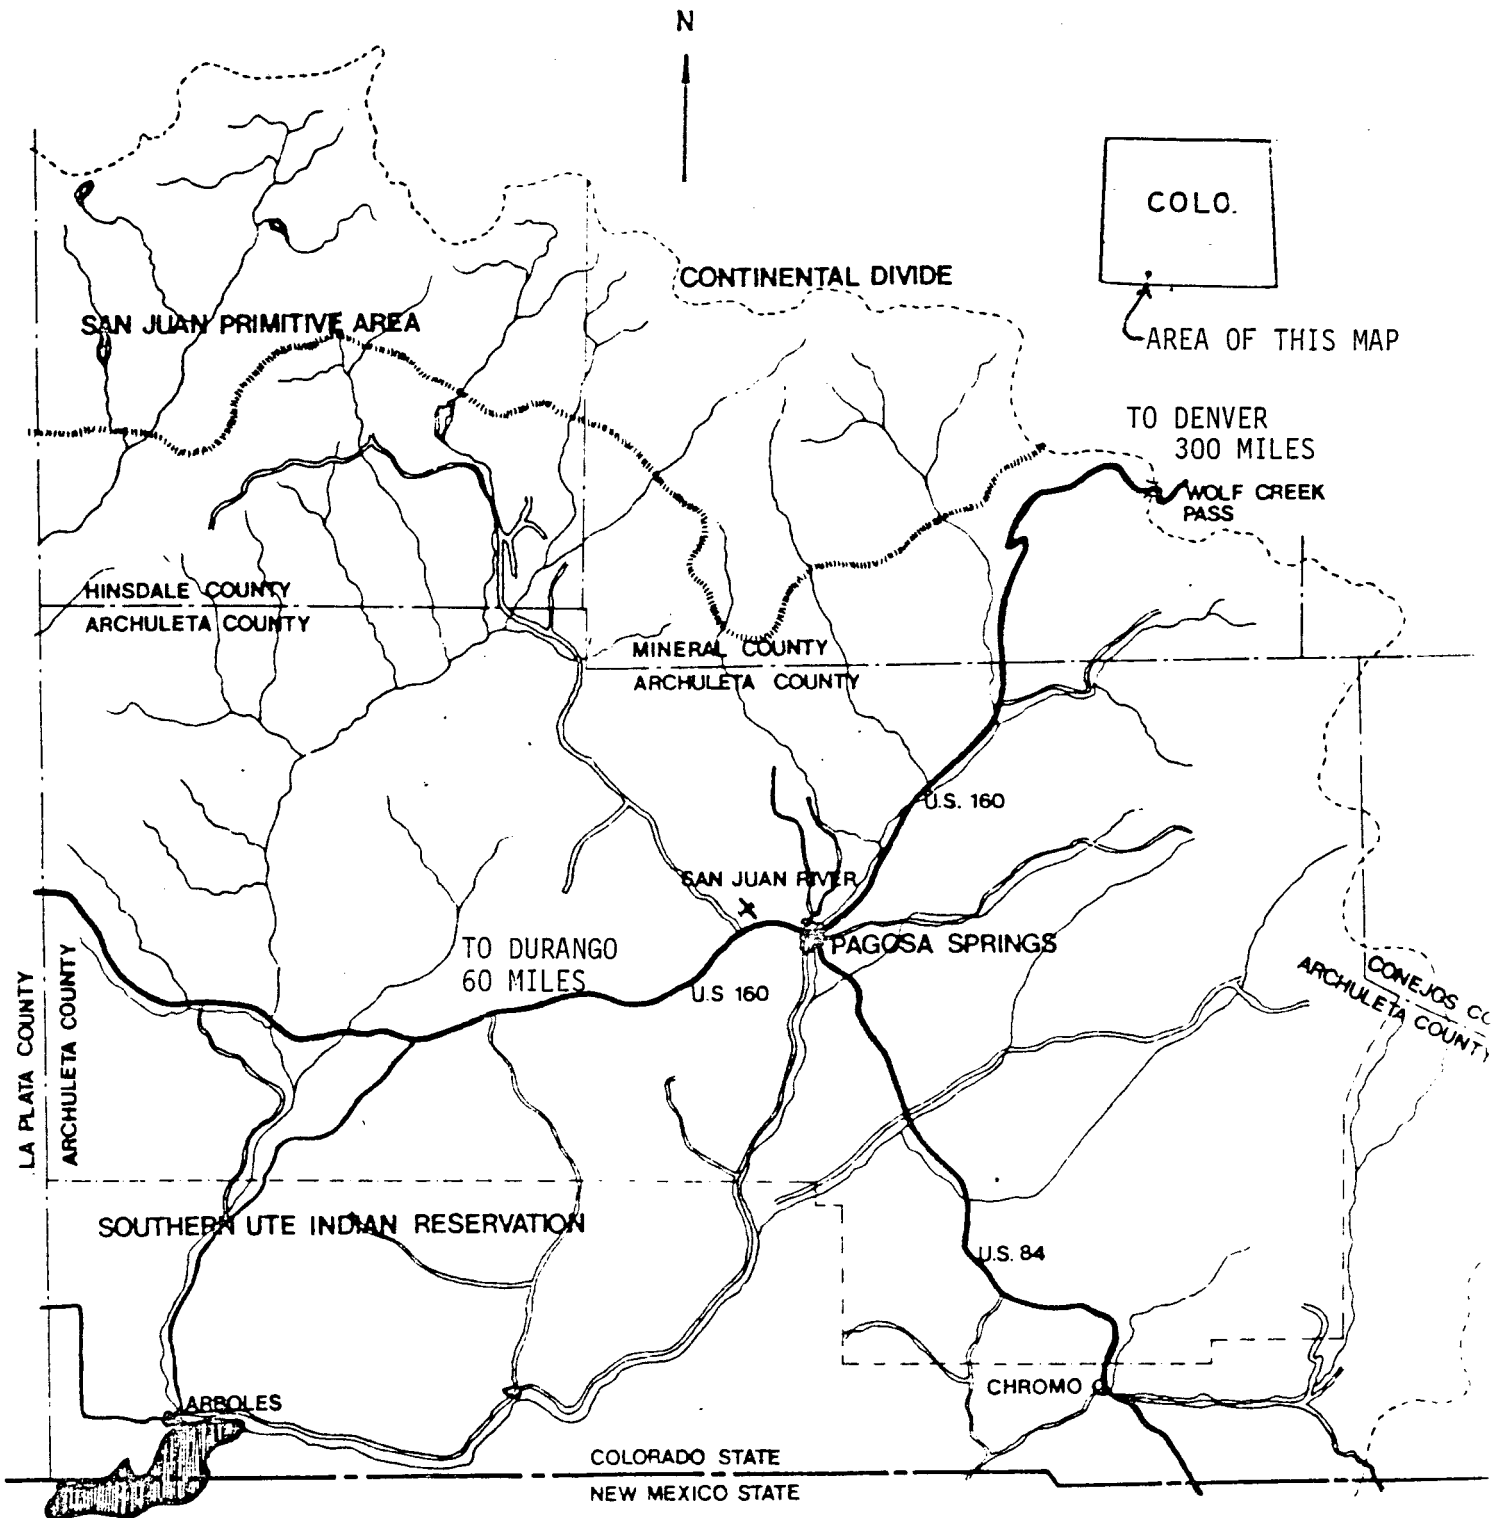 N
COLO.
CONTINENTAL DIVIDE
SAN JUAN PRIMITIVE AREA
AREA OF THIS MAP
TO DENVER
300 MILES
WOLF CREEK
PASS
HINSDALE COUNTY
ARCHULETA COUNTY
MINERAL COUNTY
ARCHULETA COUNTY
U.S. 160
SAN JUAN RIVER
PAGOSA SPRINGS
TO DURANGO
60 MILES
U.S 160
LA PLATA COUNTY
ARCHULETA COUNTY
CONEJOS CO
ARCHULETA COUNTY
SOUTHERN UTE INDIAN RESERVATION
U.S. 84
CHROMO
ARBOLES
COLORADO STATE
NEW MEXICO STATE